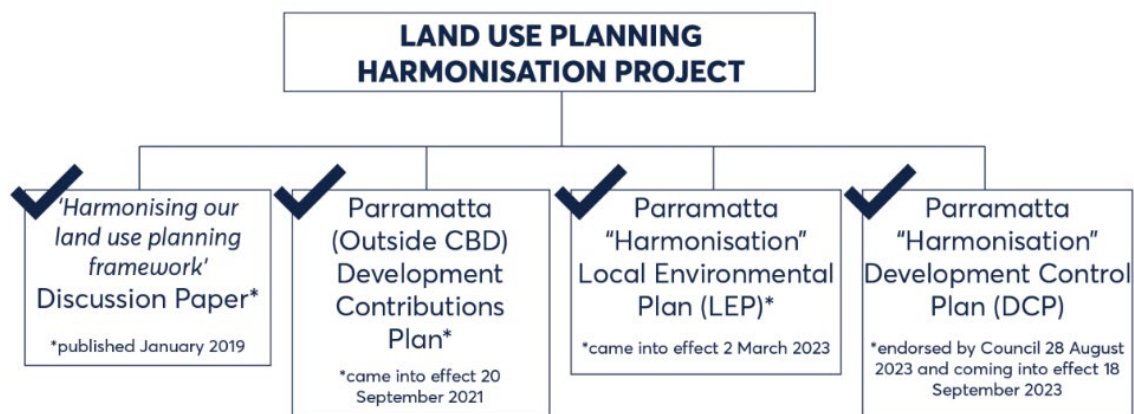 LAND USE PLANNING
HARMONISATION PROJECT
'Harmonising our
land use planning
framework'
Discussion Paper*
*published January 2019
Parramatta
(Outside CBD)
Development
Contributions
Plan*
*came into effect 20
September 2021
Parramatta
“Harmonisation”
Local Environmental
Plan (LEP)*
*came into effect 2 March 2023
Parramatta
“Harmonisation”
Development Control
Plan (DCP)
*endorsed by Council 28 August
2023 and coming into effect 18
September 2023